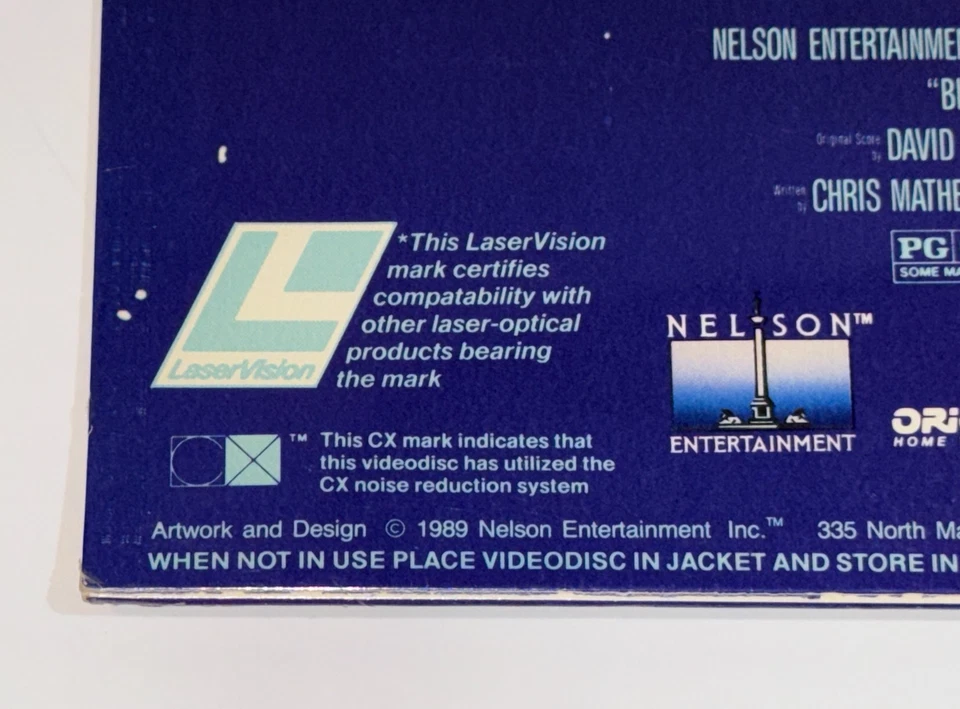 NELSON ENTERTAINME
"B
Original Score
by
DAVID
Written
by
CHRIS MATHE
PG
SOME MA
*This LaserVision
mark certifies
compatability with
other laser-optical
products bearing
the mark
LaserVision
NELSON™
ENTERTAINMENT
ORI
HOME
™
This CX mark indicates that
this videodisc has utilized the
CX noise reduction system
Artwork and Design © 1989 Nelson Entertainment Inc.™ 335 North Ma
WHEN NOT IN USE PLACE VIDEODISC IN JACKET AND STORE IN